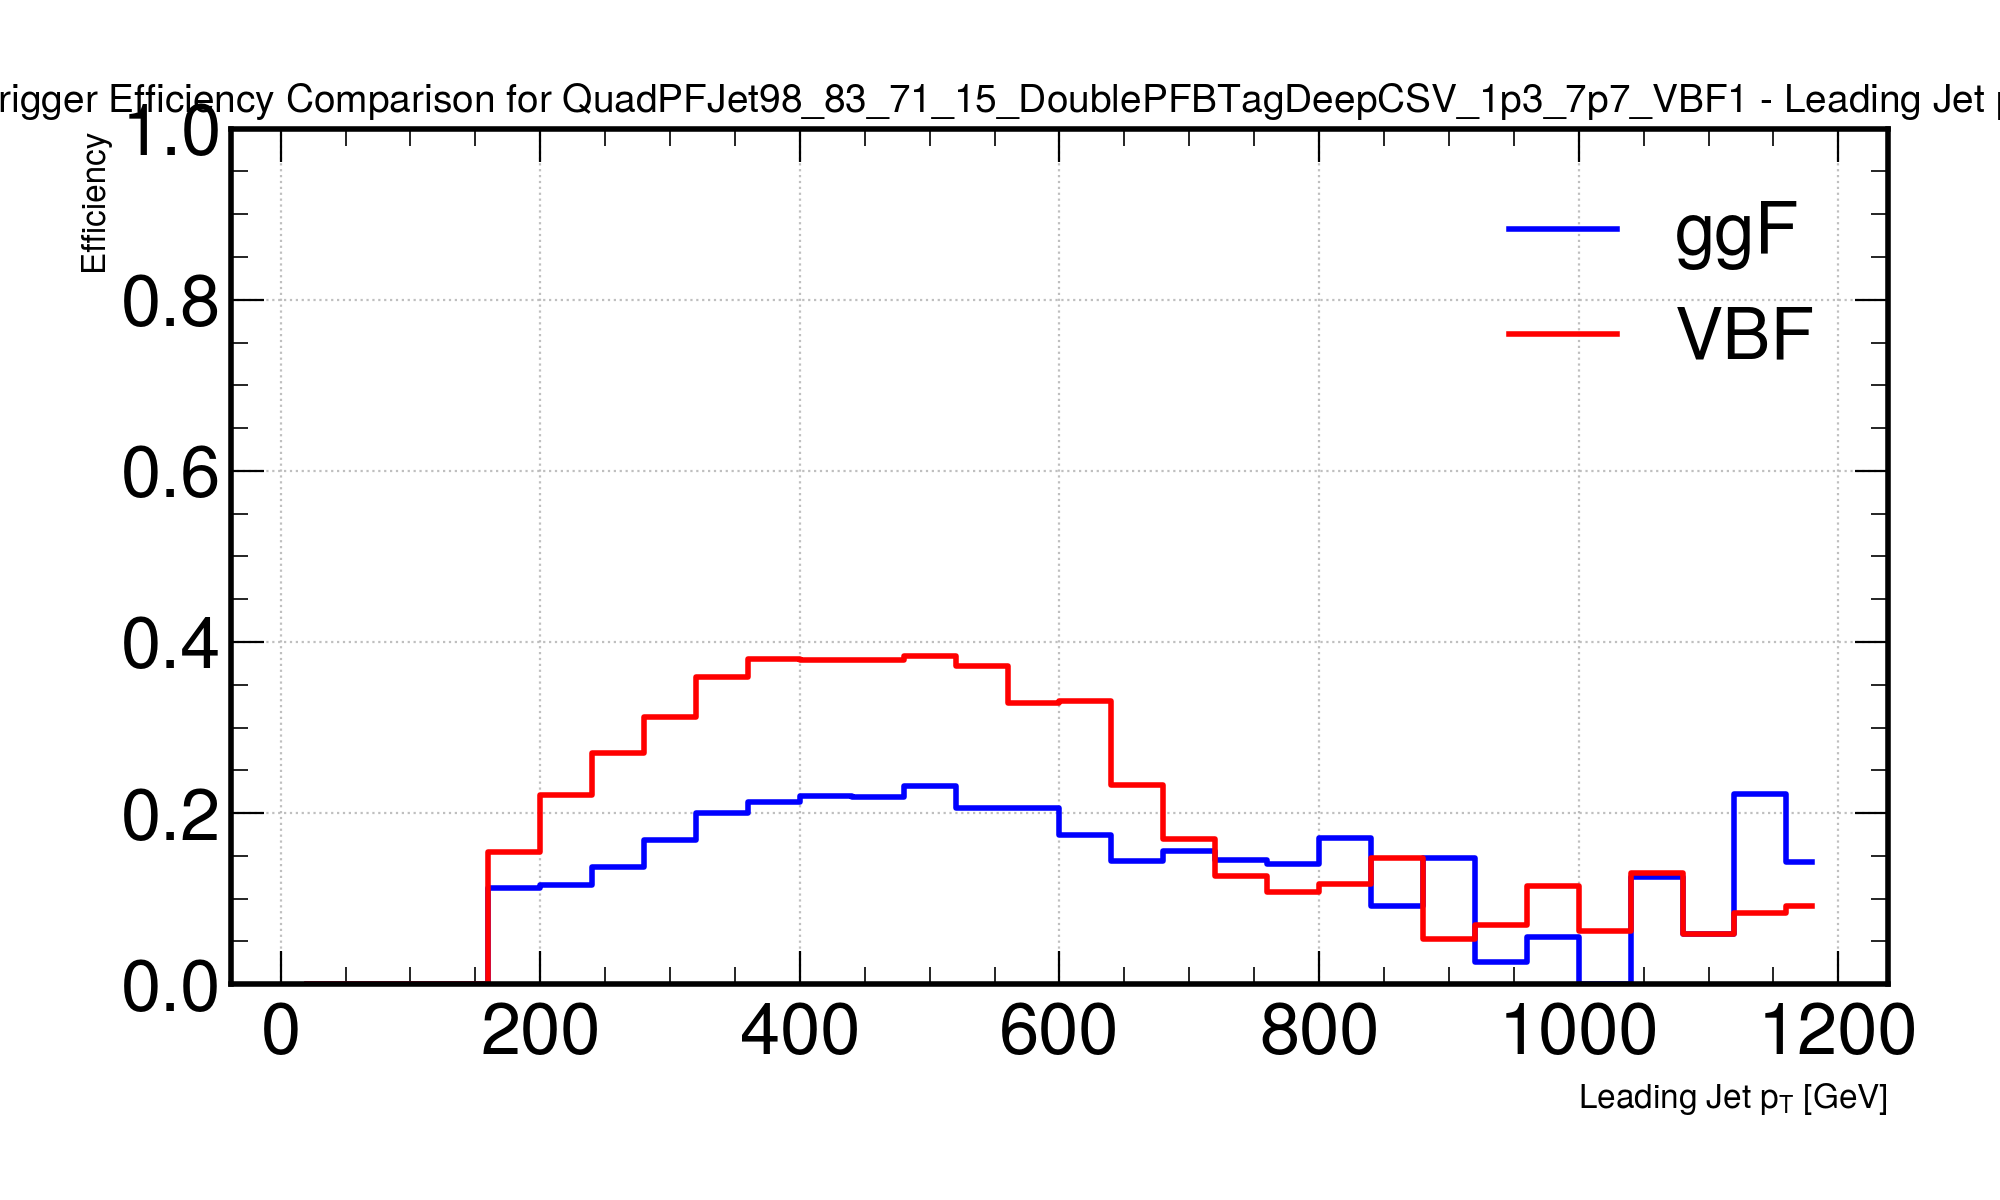 rigger Efficiency Comparison for QuadPFJet98_83_71_15_DoublePFBTagDeepCSV_1p3_7p7_VBF1 - Leading Jet p
Efficiency
1.0
0.8
0.6
0.4
0.2
0.0
ggF
VBF
0 200 400 600 800 1000 1200
Leading Jet pT [GeV]